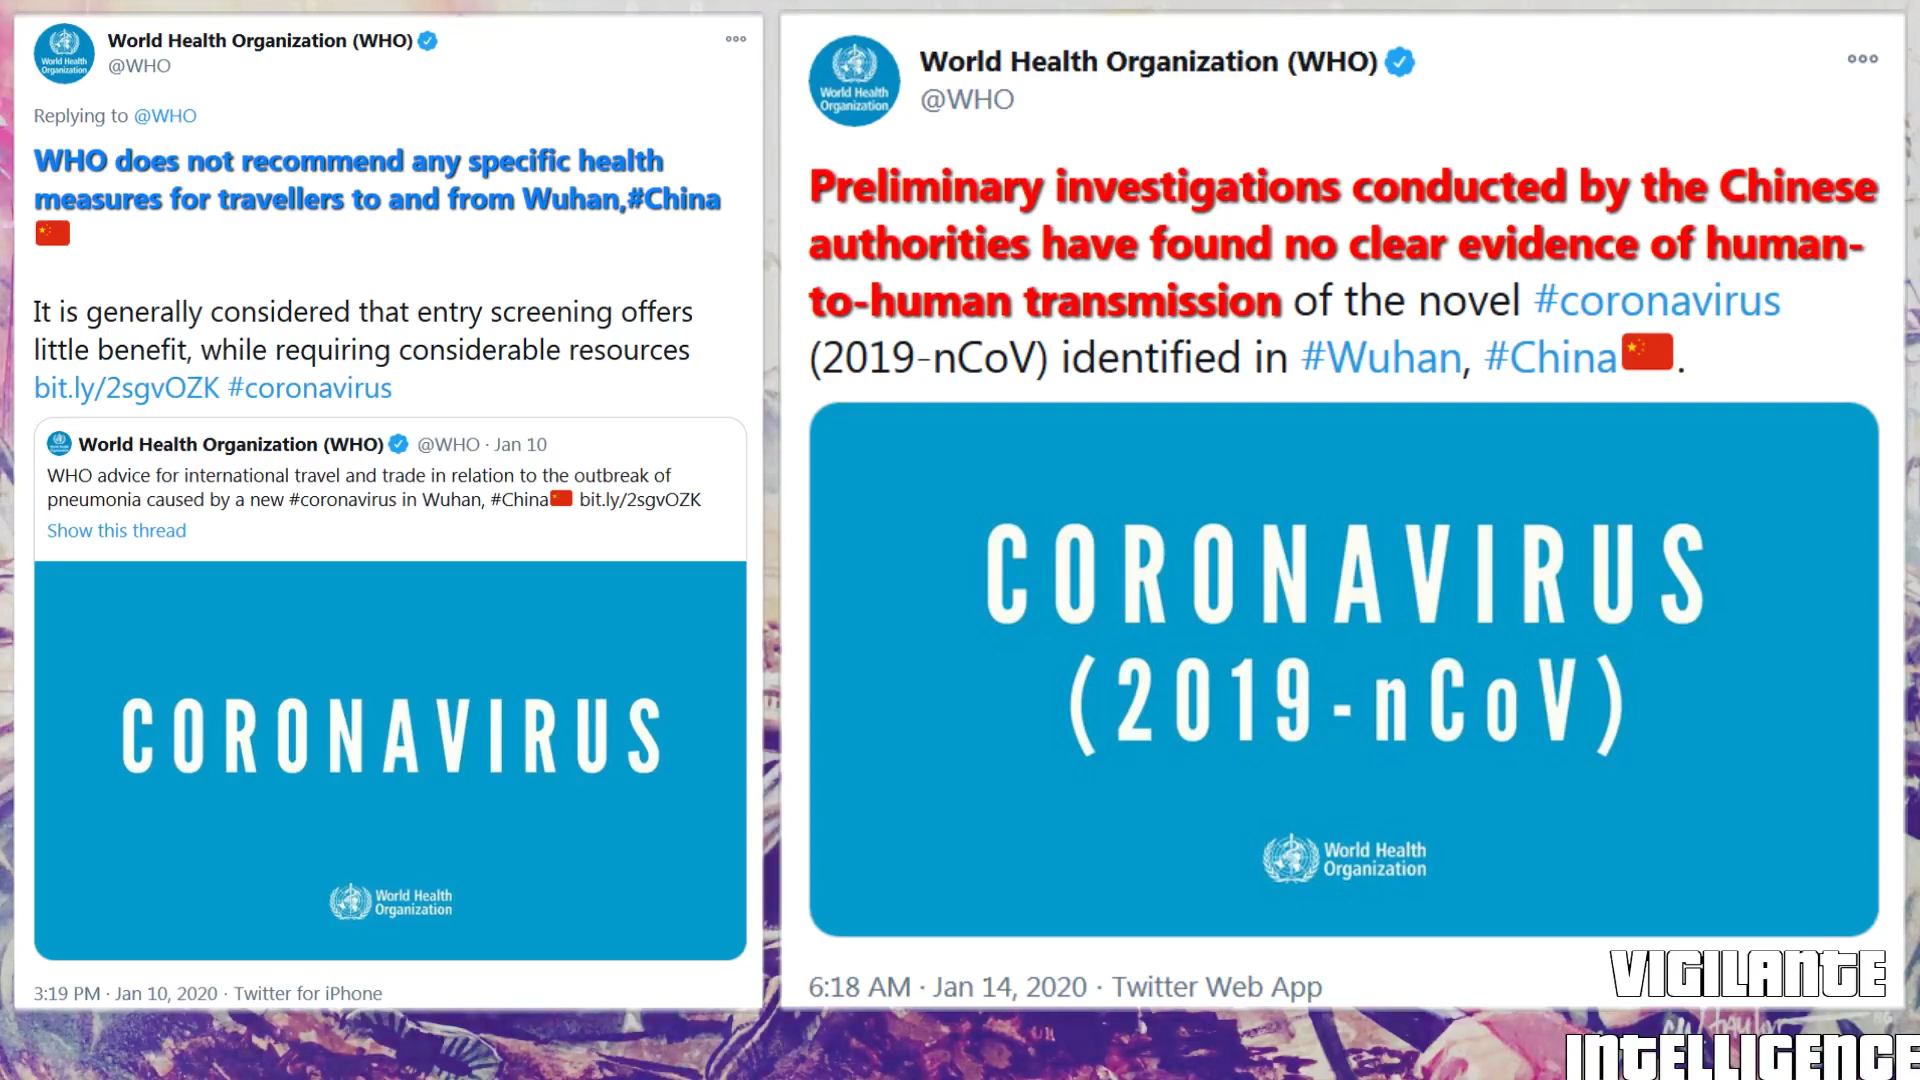 World Health Organization (WHO)
@WHO
Replying to @WHO
WHO does not recommend any specific health
measures for travellers to and from Wuhan,#China
It is generally considered that entry screening offers
little benefit, while requiring considerable resources
bit.ly/2sgvOZK #coronavirus
World Health Organization (WHO) @WHO · Jan 10
WHO advice for international travel and trade in relation to the outbreak of
pneumonia caused by a new #coronavirus in Wuhan, #China bit.ly/2sgvOZK
Show this thread
CORONAVIRUS
World Health
Organization
3:19 PM · Jan 10, 2020 · Twitter for iPhone
World Health Organization (WHO)
@WHO
Preliminary investigations conducted by the Chinese
authorities have found no clear evidence of human-
to-human transmission of the novel #coronavirus
(2019-nCoV) identified in #Wuhan, #China.
CORONAVIRUS
(2019-nCoV)
World Health
Organization
6:18 AM · Jan 14, 2020 · Twitter Web App
World Health
Organization
World Health
Organization
VIGILANTE
INTELLIGENCE